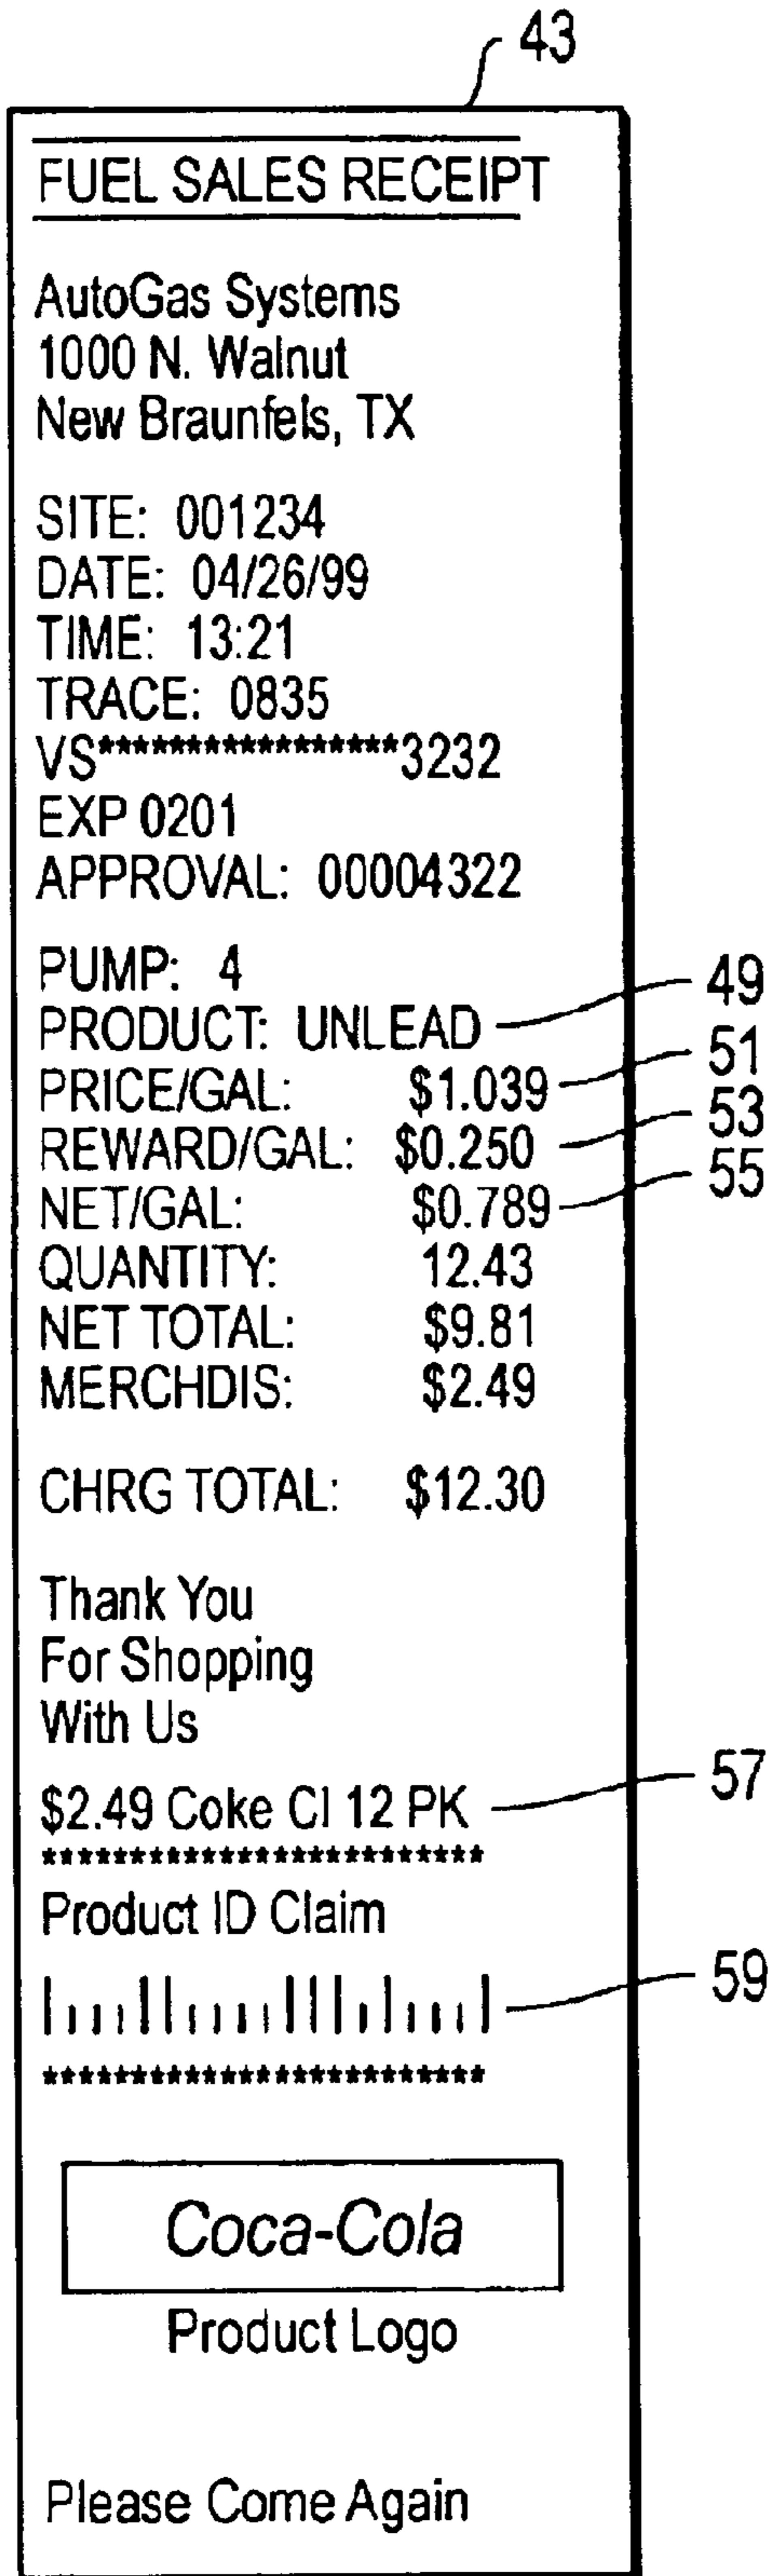 43
FUEL SALES RECEIPT
AutoGas Systems
1000 N. Walnut
New Braunfels, TX
SITE: 001234
DATE: 04/26/99
TIME: 13:21
TRACE: 0835
VS*****************3232
EXP 0201
APPROVAL: 00004322
PUMP: 4
PRODUCT: UNLEAD 49
PRICE/GAL: $1.039 51
REWARD/GAL: $0.250 53
NET/GAL: $0.789 55
QUANTITY: 12.43
NET TOTAL: $9.81
MERCHDIS: $2.49
CHRG TOTAL: $12.30
Thank You
For Shopping
With Us
$2.49 Coke Cl 12 PK 57
*************************
Product ID Claim
59
*************************
Coca-Cola
Product Logo
Please Come Again